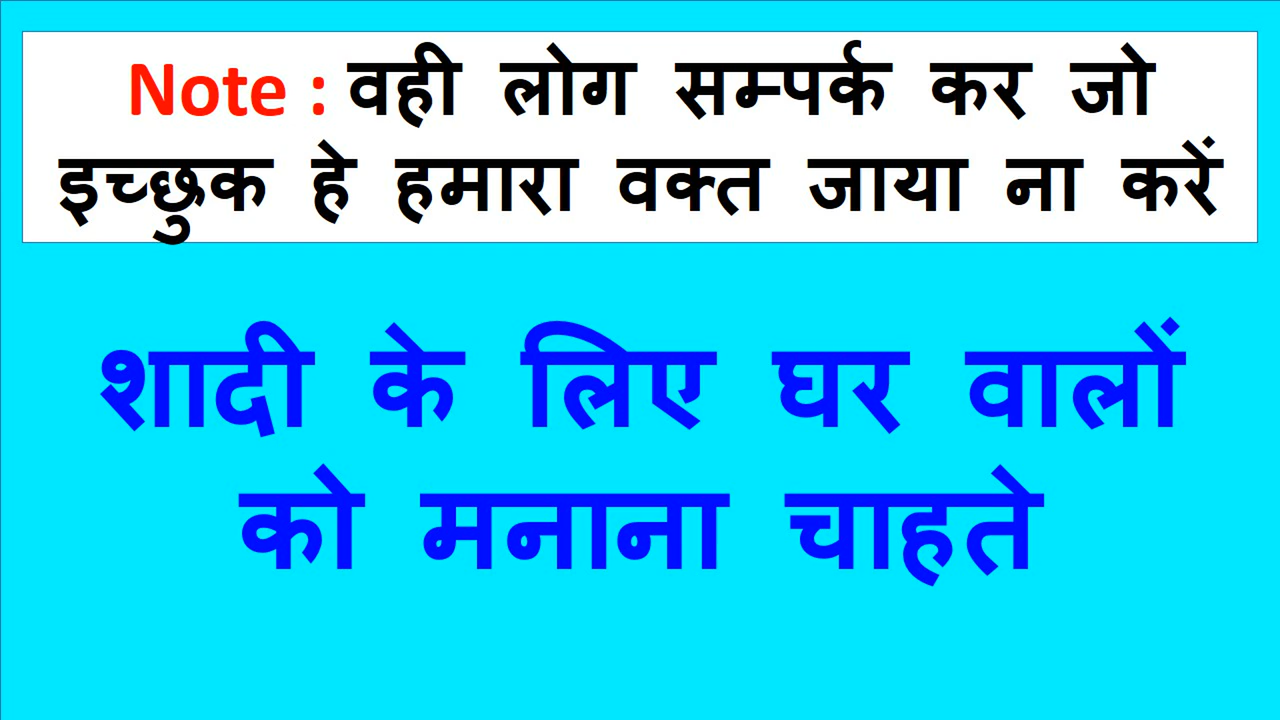 Note : वही लोग सम्पर्क कर जो
इच्छुक हे हमारा वक्त जाया ना करें
शादी के लिए घर वालों
को मनाना चाहते